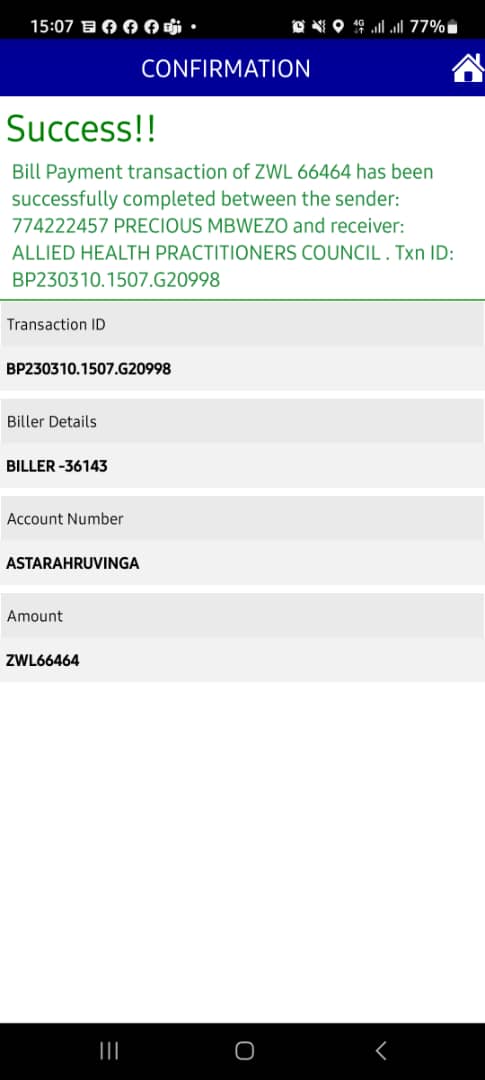 15:07
4G
77%
CONFIRMATION
Success!!
Bill Payment transaction of ZWL 66464 has been
successfully completed between the sender:
774222457 PRECIOUS MBWEZO and receiver:
ALLIED HEALTH PRACTITIONERS COUNCIL . Txn ID:
BP230310.1507.G20998
Transaction ID
BP230310.1507.G20998
Biller Details
BILLER -36143
Account Number
ASTARAHRUVINGA
Amount
ZWL66464